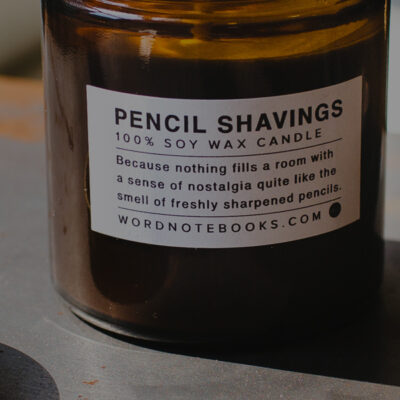 PENCIL SHAVINGS
100% SOY WAX CANDLE
Because nothing fills a room with
a sense of nostalgia quite like the
smell of freshly sharpened pencils.
WORDNOTEBOOKS.COM